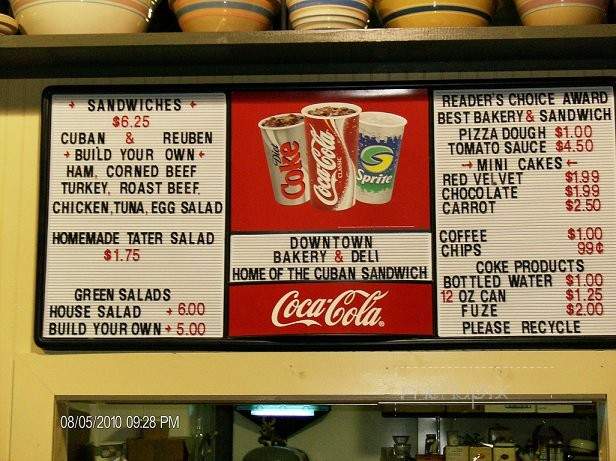 → SANDWICHES ←
$6.25
CUBAN & REUBEN
→ BUILD YOUR OWN ←
HAM, CORNED BEEF
TURKEY, ROAST BEEF,
CHICKEN,TUNA, EGG SALAD
HOMEMADE TATER SALAD
$1.75
GREEN SALADS
HOUSE SALAD → 6.00
BUILD YOUR OWN → 5.00
Diet Coke
Coca-Cola
CLASSIC
Sprite
DOWNTOWN
BAKERY & DELI
HOME OF THE CUBAN SANDWICH
Coca-Cola
READER'S CHOICE AWARD
BEST BAKERY & SANDWICH
PIZZA DOUGH $1.00
TOMATO SAUCE $4.50
→ MINI CAKES ←
RED VELVET $1.99
CHOCOLATE $1.99
CARROT $2.50
COFFEE $1.00
CHIPS 99¢
COKE PRODUCTS
BOTTLED WATER $1.00
12 OZ CAN $1.25
FUZE $2.00
PLEASE RECYCLE
08/05/2010 09:28 PM